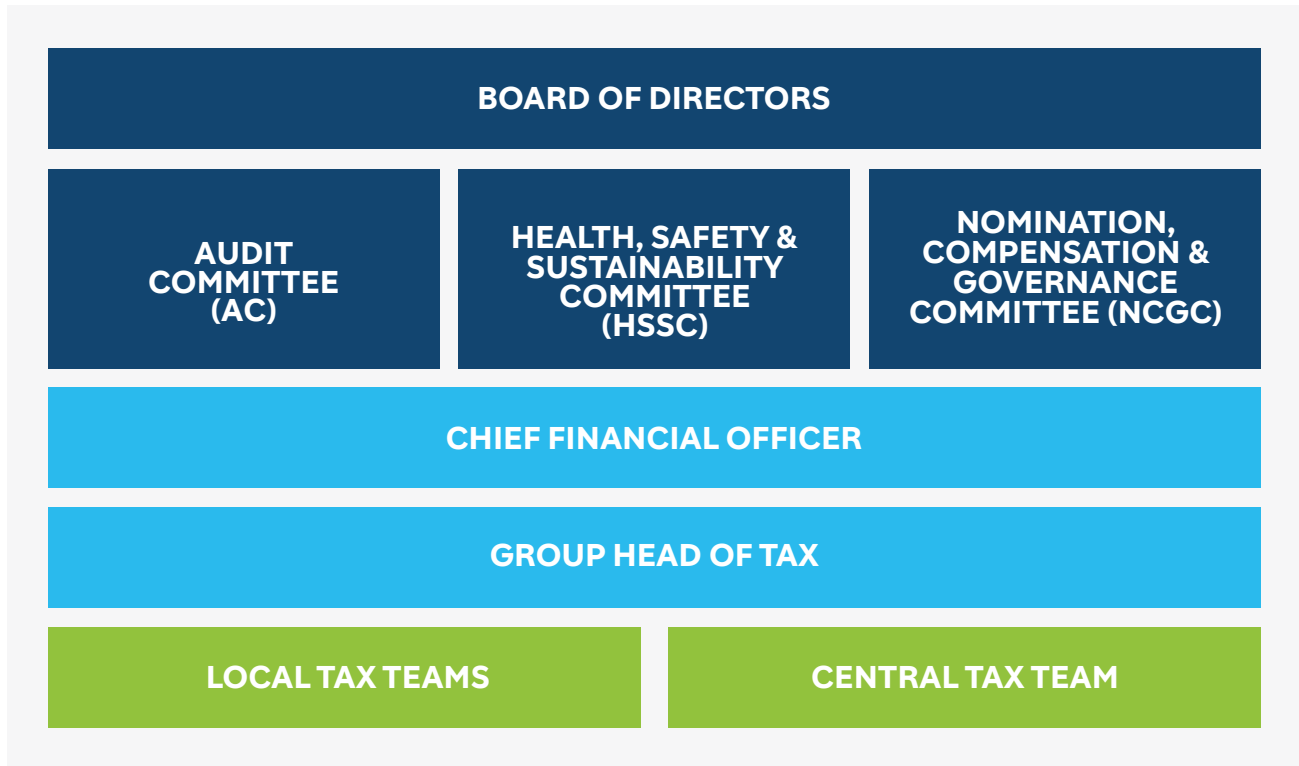 BOARD OF DIRECTORS
AUDIT
COMMITTEE
(AC)
HEALTH, SAFETY &
SUSTAINABILITY
COMMITTEE
(HSSC)
NOMINATION,
COMPENSATION &
GOVERNANCE
COMMITTEE (NCGC)
CHIEF FINANCIAL OFFICER
GROUP HEAD OF TAX
LOCAL TAX TEAMS
CENTRAL TAX TEAM